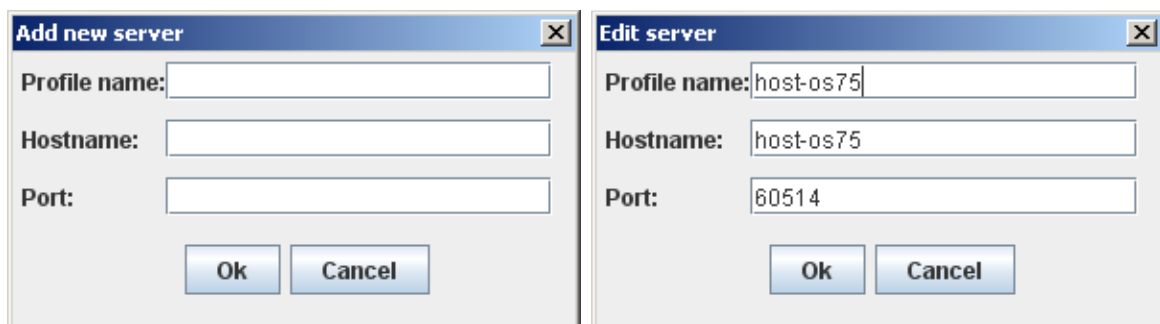 Add new server
Profile name:
Hostname:
Port:
Ok Cancel
Edit server
Profile name: host-os75
Hostname: host-os75
Port: 60514
Ok Cancel